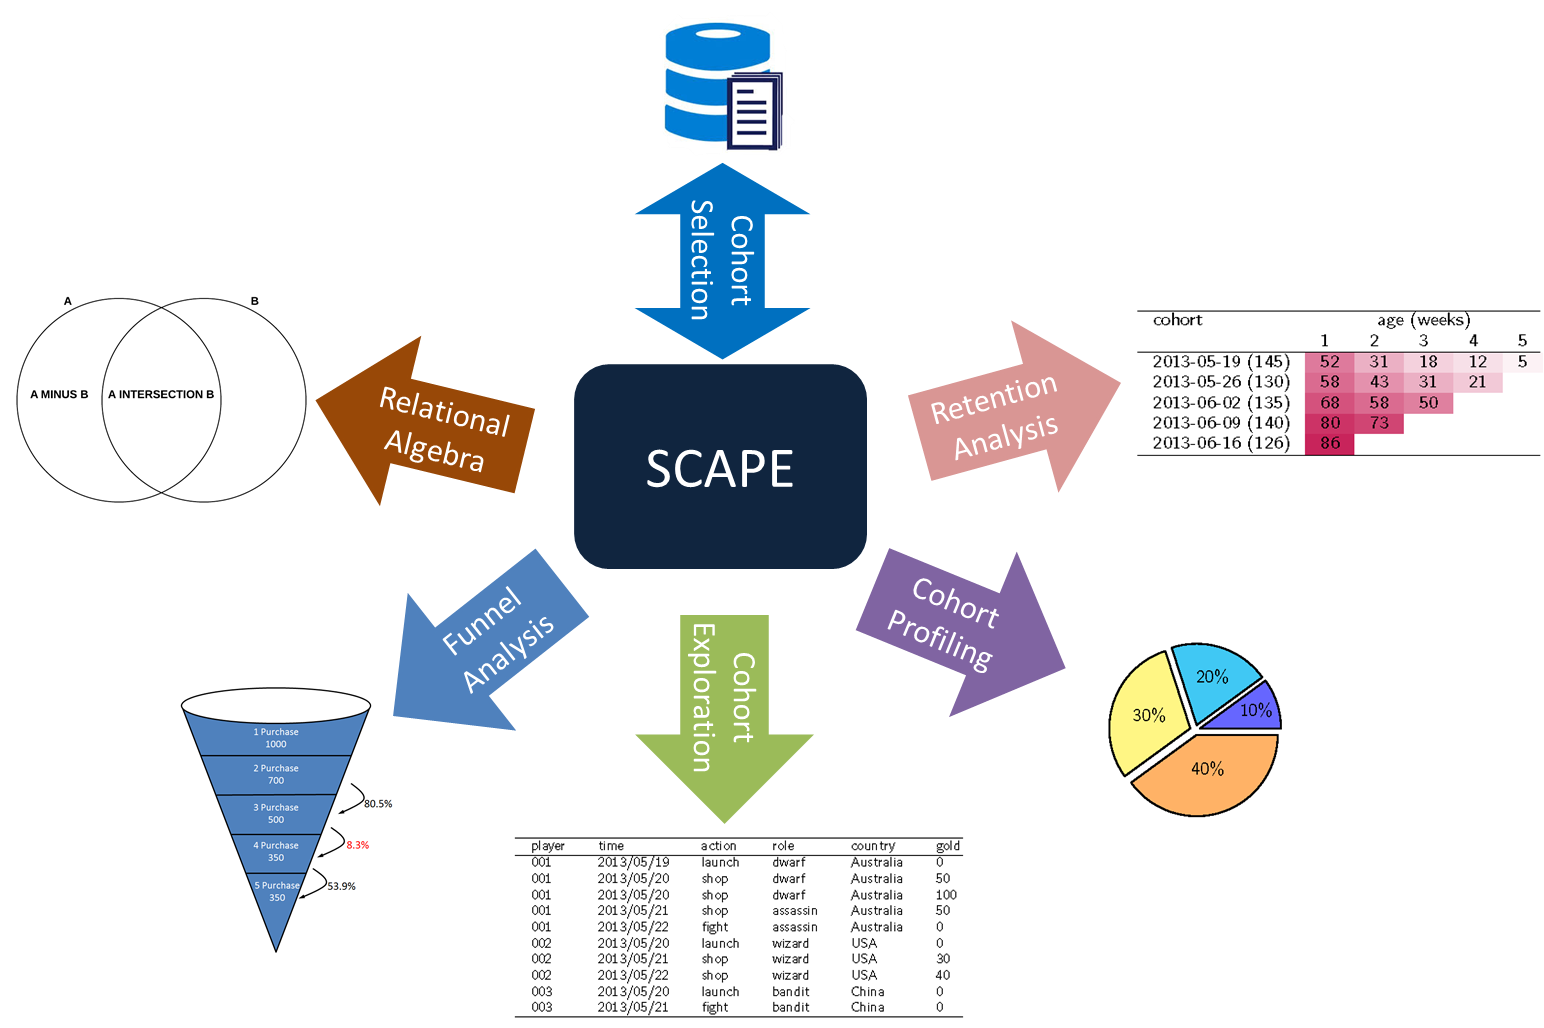 Cohort
Selection
A
B
A MINUS B
A INTERSECTION B
Relational
Algebra
SCAPE
Retention
Analysis
cohort age (weeks)
1 2 3 4 5
2013-05-19 (145) 52 31 18 12 5
2013-05-26 (130) 58 43 31 21
2013-06-02 (135) 68 58 50
2013-06-09 (140) 80 73
2013-06-16 (126) 86
Funnel
Analysis
Cohort
Exploration
Cohort
Profiling
1 Purchase
1000
2 Purchase
700
3 Purchase
500
4 Purchase
350
5 Purchase
350
80.5%
8.3%
53.9%
20%
10%
30%
40%
player time action role country gold
001 2013/05/19 launch dwarf Australia 0
001 2013/05/20 shop dwarf Australia 50
001 2013/05/20 shop dwarf Australia 100
001 2013/05/21 shop assassin Australia 50
001 2013/05/22 fight assassin Australia 0
002 2013/05/20 launch wizard USA 0
002 2013/05/21 shop wizard USA 30
002 2013/05/22 shop wizard USA 40
003 2013/05/20 launch bandit China 0
003 2013/05/21 fight bandit China 0